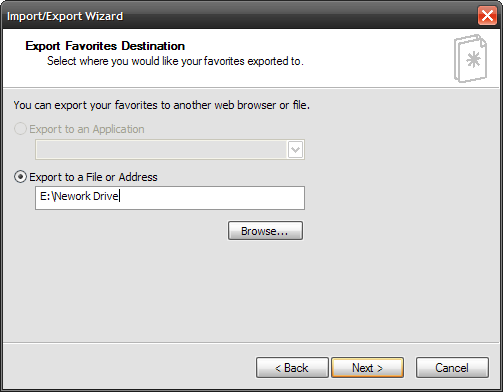 Import/Export Wizard
Export Favorites Destination
Select where you would like your favorites exported to.
You can export your favorites to another web browser or file.
Export to an Application
Export to a File or Address
E:\Nework Drive
Browse...
< Back
Next >
Cancel